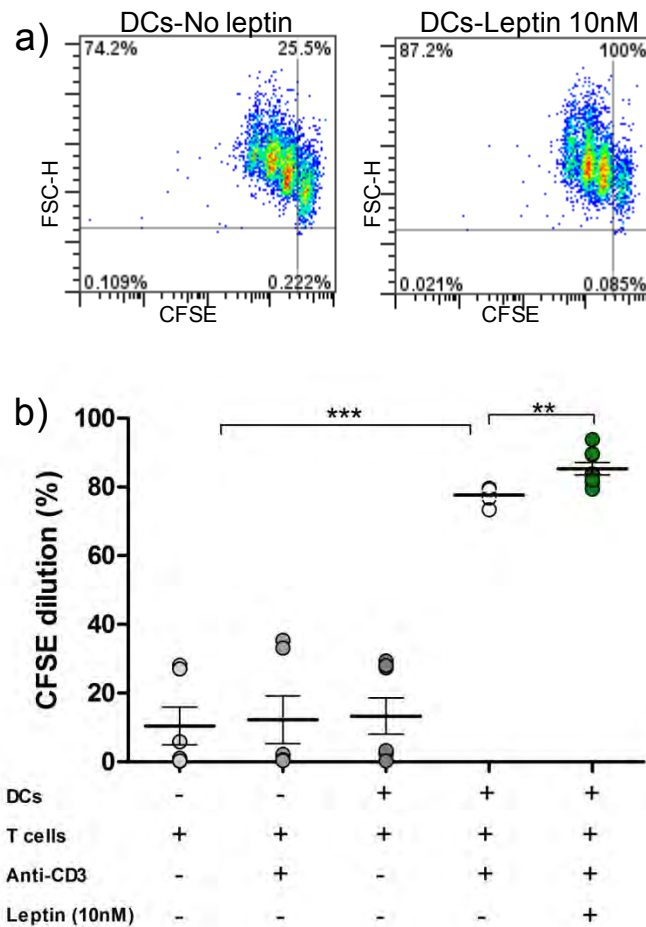 a)
DCs-No leptin
DCs-Leptin 10nM
74.2% 25.5%
87.2% 100%
FSC-H
FSC-H
0.109% 0.222%
0.021% 0.085%
CFSE
CFSE
b)
*** **
CFSE dilution (%)
100
80
60
40
20
0
DCs - - + + +
T cells + + + + +
Anti-CD3 - + - + +
Leptin (10nM) - - - - +